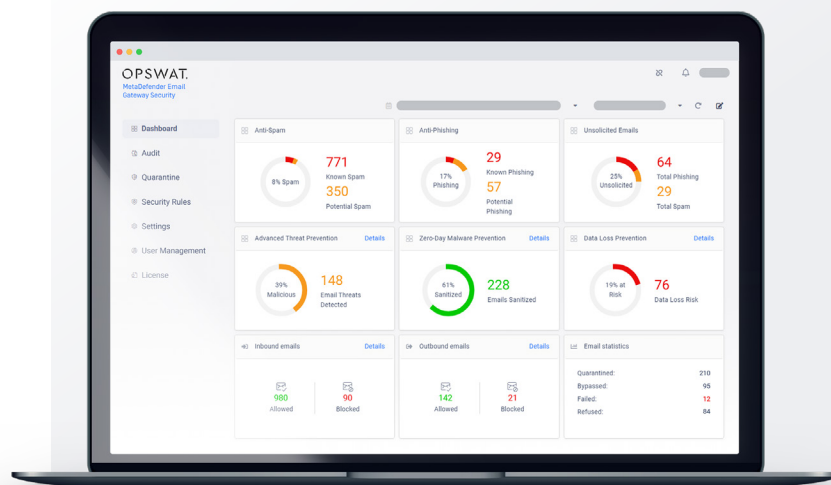 OPSWAT.
MetaDefender Email
Gateway Security
Dashboard
Audit
Quarantine
Security Rules
Settings
User Management
License
Anti-Spam
8% Spam
771
Known Spam
350
Potential Spam
Anti-Phishing
17%
Phishing
29
Known Phishing
57
Potential
Phishing
Unsolicited Emails
25%
Unsolicited
64
Total Phishing
29
Total Spam
Advanced Threat Prevention Details
39%
Malicious
148
Email Threats
Detected
Zero-Day Malware Prevention Details
61%
Sanitized
228
Emails Sanitized
Data Loss Prevention Details
19% at
Risk
76
Data Loss Risk
Inbound emails Details
980
Allowed
90
Blocked
Outbound emails Details
142
Allowed
21
Blocked
Email statistics
Quarantined: 210
Bypassed: 95
Failed: 12
Refused: 84